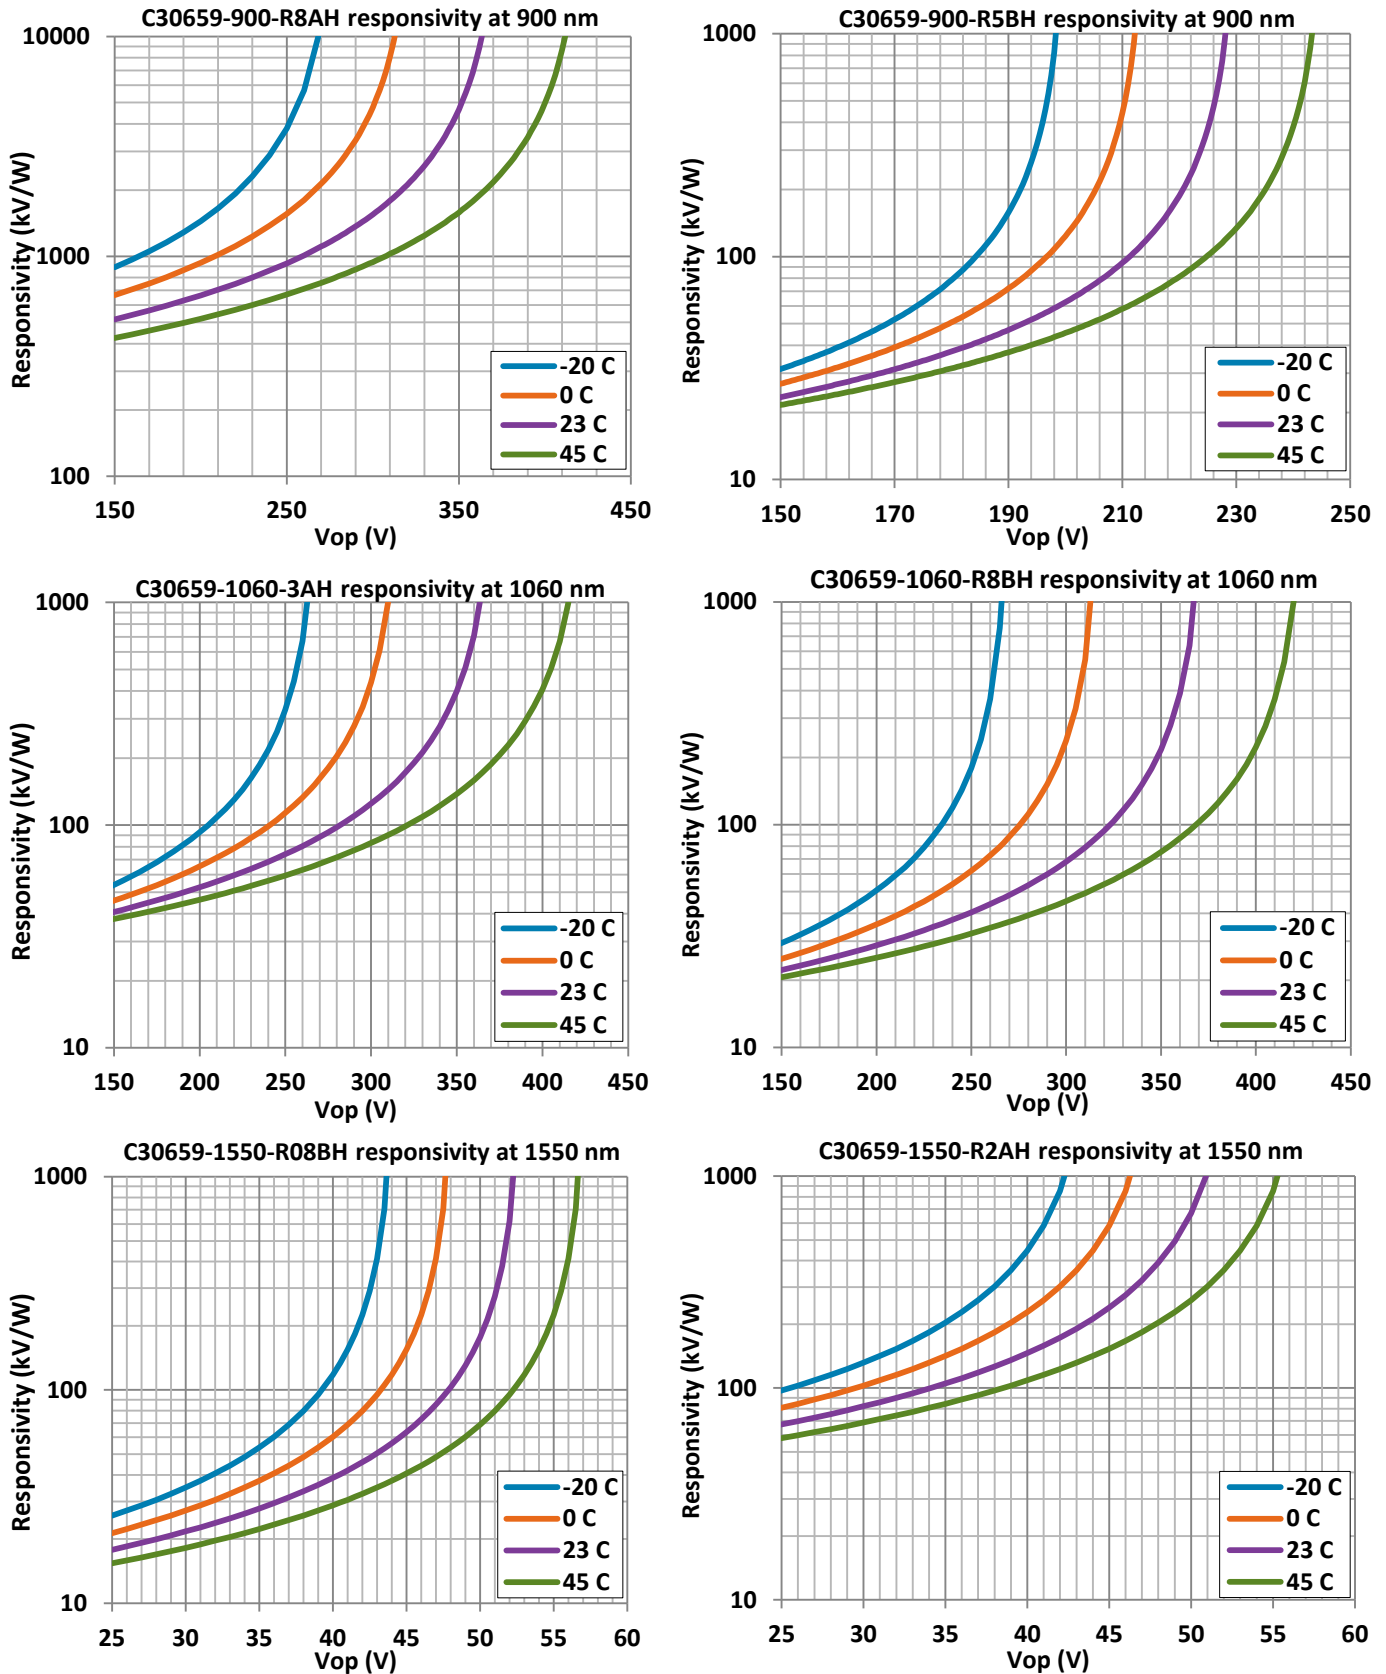 C30659-900-R8AH responsivity at 900 nm
10000
1000
100
Responsivity (kV/W)
-20 C
0 C
23 C
45 C
150 250 350 450
Vop (V)
C30659-900-R5BH responsivity at 900 nm
1000
100
10
Responsivity (kV/W)
-20 C
0 C
23 C
45 C
150 170 190 210 230 250
Vop (V)
C30659-1060-3AH responsivity at 1060 nm
1000
100
10
Responsivity (kV/W)
-20 C
0 C
23 C
45 C
150 200 250 300 350 400 450
Vop (V)
C30659-1060-R8BH responsivity at 1060 nm
1000
100
10
Responsivity (kV/W)
-20 C
0 C
23 C
45 C
150 200 250 300 350 400 450
Vop (V)
C30659-1550-R08BH responsivity at 1550 nm
1000
100
10
Responsivity (kV/W)
-20 C
0 C
23 C
45 C
25 30 35 40 45 50 55 60
Vop (V)
C30659-1550-R2AH responsivity at 1550 nm
1000
100
10
Responsivity (kV/W)
-20 C
0 C
23 C
45 C
25 30 35 40 45 50 55 60
Vop (V)